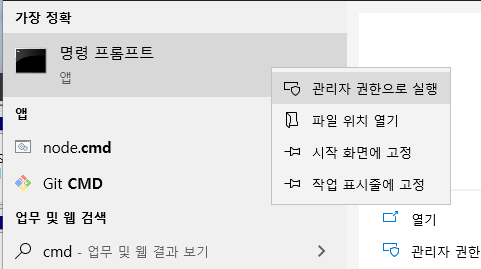 가장 정확
명령 프롬프트
앱
관리자 권한으로 실행
파일 위치 열기
시작 화면에 고정
작업 표시줄에 고정
앱
node.cmd
Git CMD
업무 및 웹 검색
cmd - 업무 및 웹 결과 보기
열기
관리자 권한으